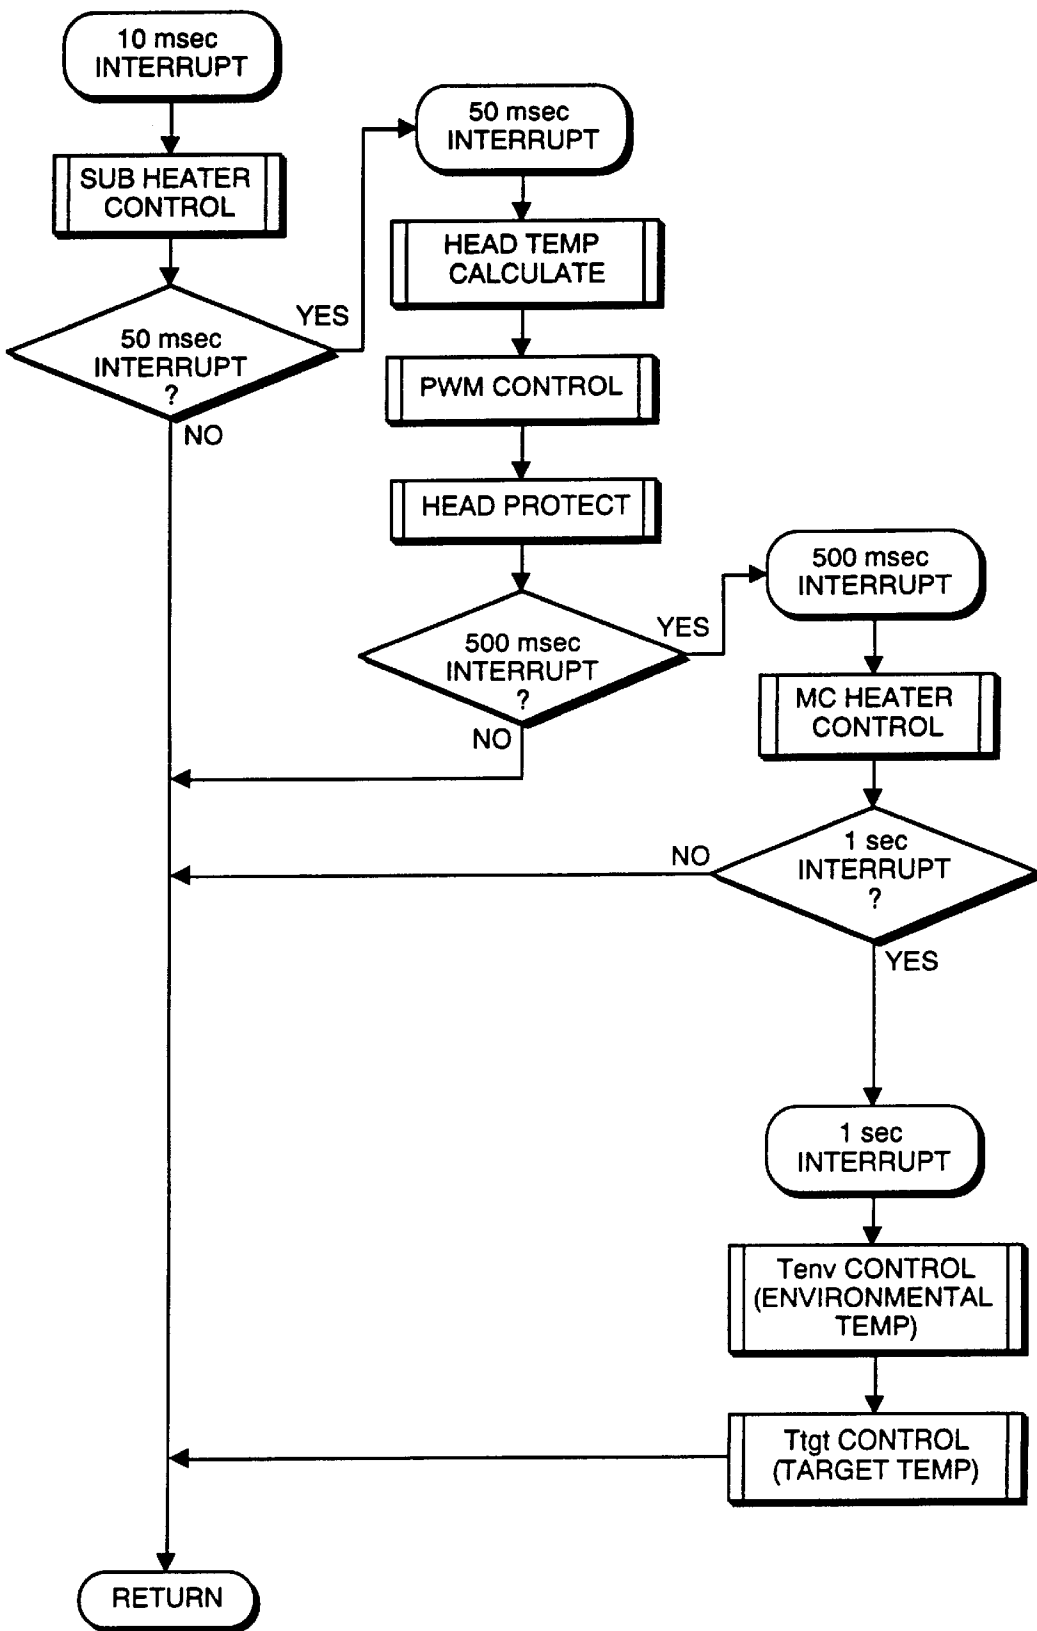 10 msec
INTERRUPT
SUB HEATER
CONTROL
50 msec
INTERRUPT
?
YES
NO
50 msec
INTERRUPT
HEAD TEMP
CALCULATE
PWM CONTROL
HEAD PROTECT
500 msec
INTERRUPT
?
YES
NO
500 msec
INTERRUPT
MC HEATER
CONTROL
1 sec
INTERRUPT
?
NO
YES
1 sec
INTERRUPT
Tenv CONTROL
(ENVIRONMENTAL
TEMP)
Ttgt CONTROL
(TARGET TEMP)
RETURN